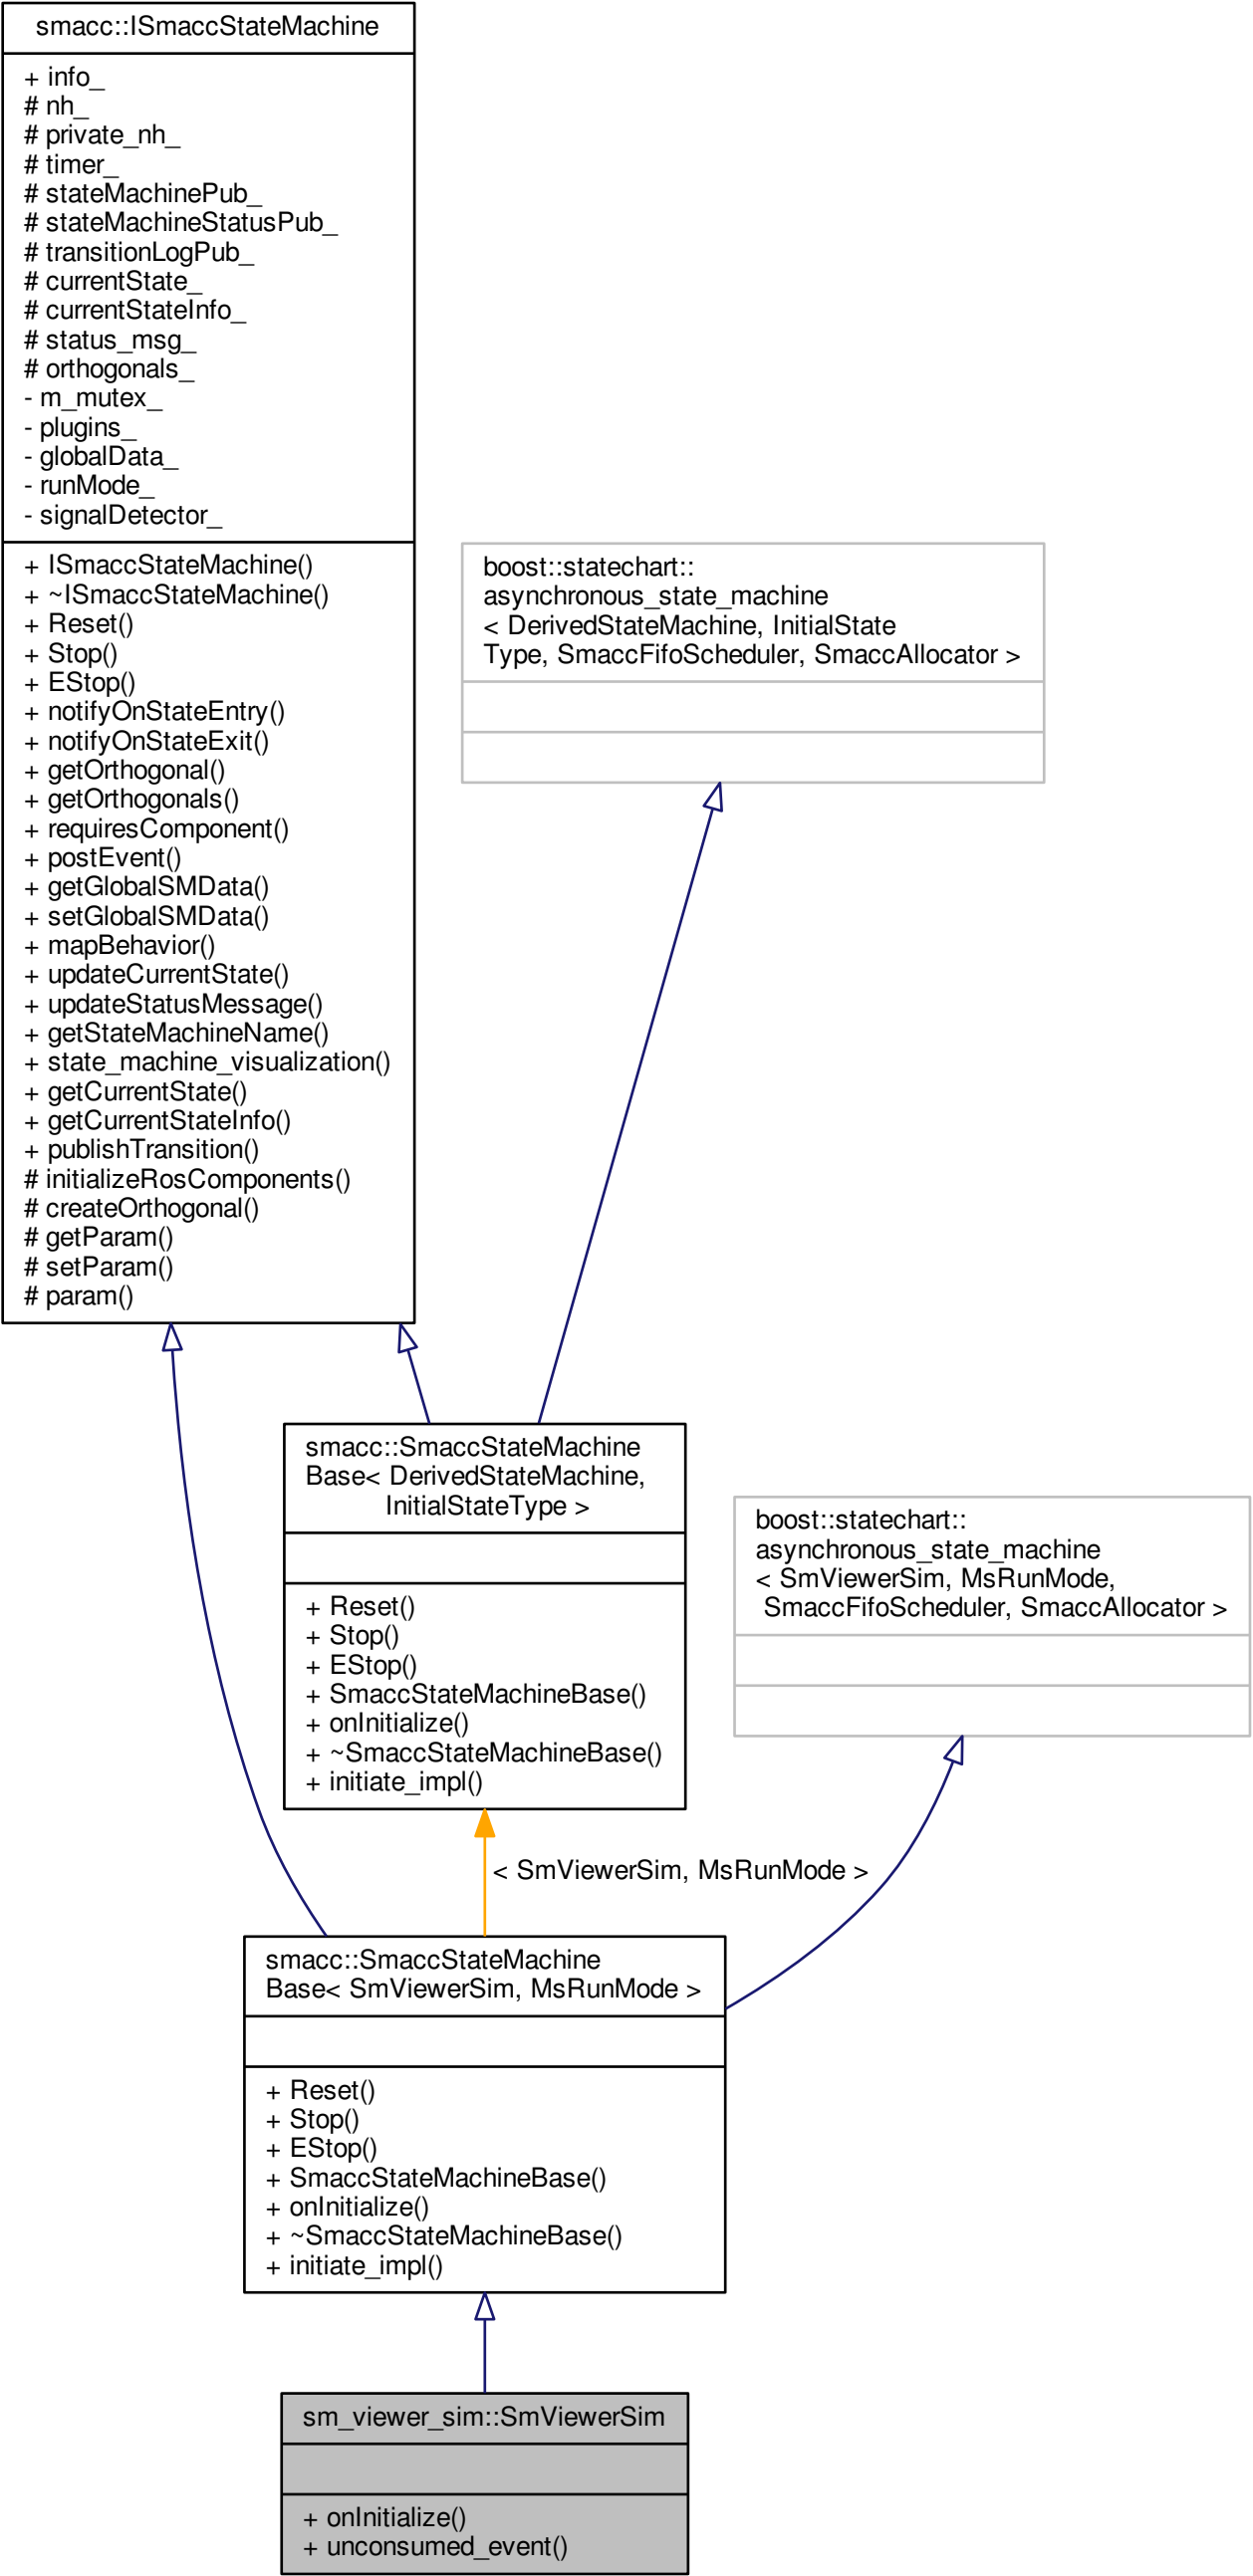 smacc::ISmaccStateMachine
+ info_
# nh_
# private_nh_
# timer_
# stateMachinePub_
# stateMachineStatusPub_
# transitionLogPub_
# currentState_
# currentStateInfo_
# status_msg_
# orthogonals_
- m_mutex_
- plugins_
- globalData_
- runMode_
- signalDetector_
+ ISmaccStateMachine()
+ ~ISmaccStateMachine()
+ Reset()
+ Stop()
+ EStop()
+ notifyOnStateEntry()
+ notifyOnStateExit()
+ getOrthogonal()
+ getOrthogonals()
+ requiresComponent()
+ postEvent()
+ getGlobalSMData()
+ setGlobalSMData()
+ mapBehavior()
+ updateCurrentState()
+ updateStatusMessage()
+ getStateMachineName()
+ state_machine_visualization()
+ getCurrentState()
+ getCurrentStateInfo()
+ publishTransition()
# initializeRosComponents()
# createOrthogonal()
# getParam()
# setParam()
# param()
boost::statechart::
asynchronous_state_machine
< DerivedStateMachine, InitialState
Type, SmaccFifoScheduler, SmaccAllocator >
smacc::SmaccStateMachine
Base< DerivedStateMachine,
InitialStateType >
+ Reset()
+ Stop()
+ EStop()
+ SmaccStateMachineBase()
+ onInitialize()
+ ~SmaccStateMachineBase()
+ initiate_impl()
boost::statechart::
asynchronous_state_machine
< SmViewerSim, MsRunMode,
SmaccFifoScheduler, SmaccAllocator >
< SmViewerSim, MsRunMode >
smacc::SmaccStateMachine
Base< SmViewerSim, MsRunMode >
+ Reset()
+ Stop()
+ EStop()
+ SmaccStateMachineBase()
+ onInitialize()
+ ~SmaccStateMachineBase()
+ initiate_impl()
sm_viewer_sim::SmViewerSim
+ onInitialize()
+ unconsumed_event()